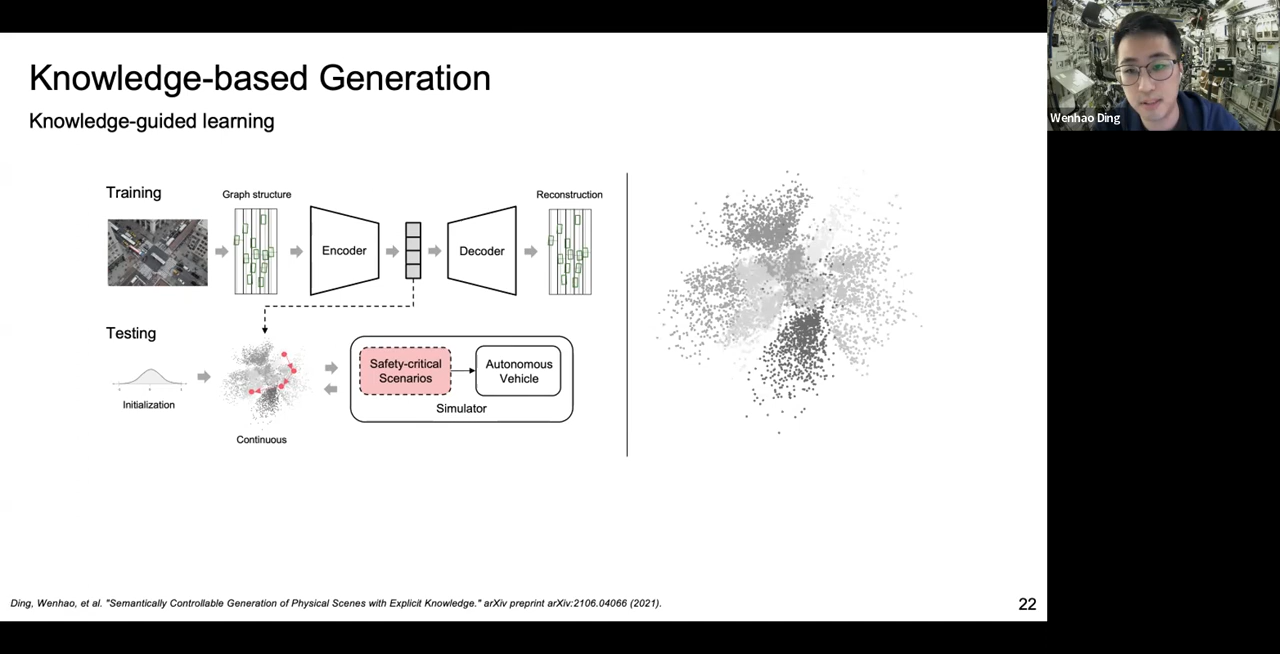 Knowledge-based Generation
Knowledge-guided learning
Training
Graph structure
Reconstruction
Encoder
Decoder
Testing
Initialization
Continuous
Safety-critical
Scenarios
Autonomous
Vehicle
Simulator
Ding, Wenhao, et al. "Semantically Controllable Generation of Physical Scenes with Explicit Knowledge." arXiv preprint arXiv:2106.04066 (2021).
22
Wenhao Ding